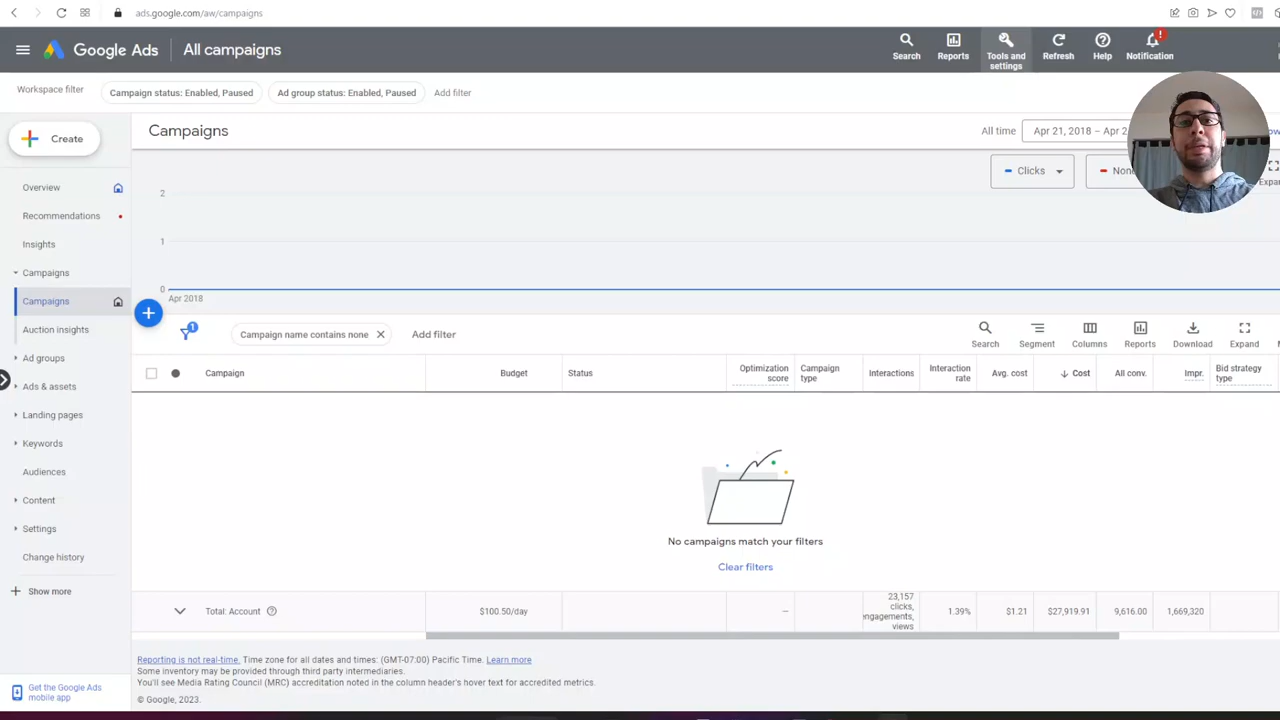 ads.google.com/aw/campaigns
Google Ads
All campaigns
Search
Reports
Tools and
settings
Refresh
Help
Notification
Workspace filter
Campaign status: Enabled, Paused
Ad group status: Enabled, Paused
Add filter
Create
Campaigns
All time
Apr 21, 2018 – Apr 2
Overview
Recommendations
Insights
Campaigns
Campaigns
Auction insights
Ad groups
Ads & assets
Landing pages
Keywords
Audiences
Content
Settings
Change history
Show more
Get the Google Ads
mobile app
Clicks
None
Expand
2
1
0
Apr 2018
1
Campaign name contains none
Add filter
Search
Segment
Columns
Reports
Download
Expand
Campaign
Budget
Status
Optimization
score
Campaign
type
Interactions
Interaction
rate
Avg. cost
Cost
All conv.
Impr.
Bid strategy
type
No campaigns match your filters
Clear filters
Total: Account
$100.50/day
—
23,157
clicks,
engagements,
views
1.39%
$1.21
$27,919.91
9,616.00
1,669,320
Reporting is not real-time. Time zone for all dates and times: (GMT-07:00) Pacific Time. Learn more
Some inventory may be provided through third party intermediaries.
You'll see Media Rating Council (MRC) accreditation noted in the column header's hover text for accredited metrics.
© Google, 2023.